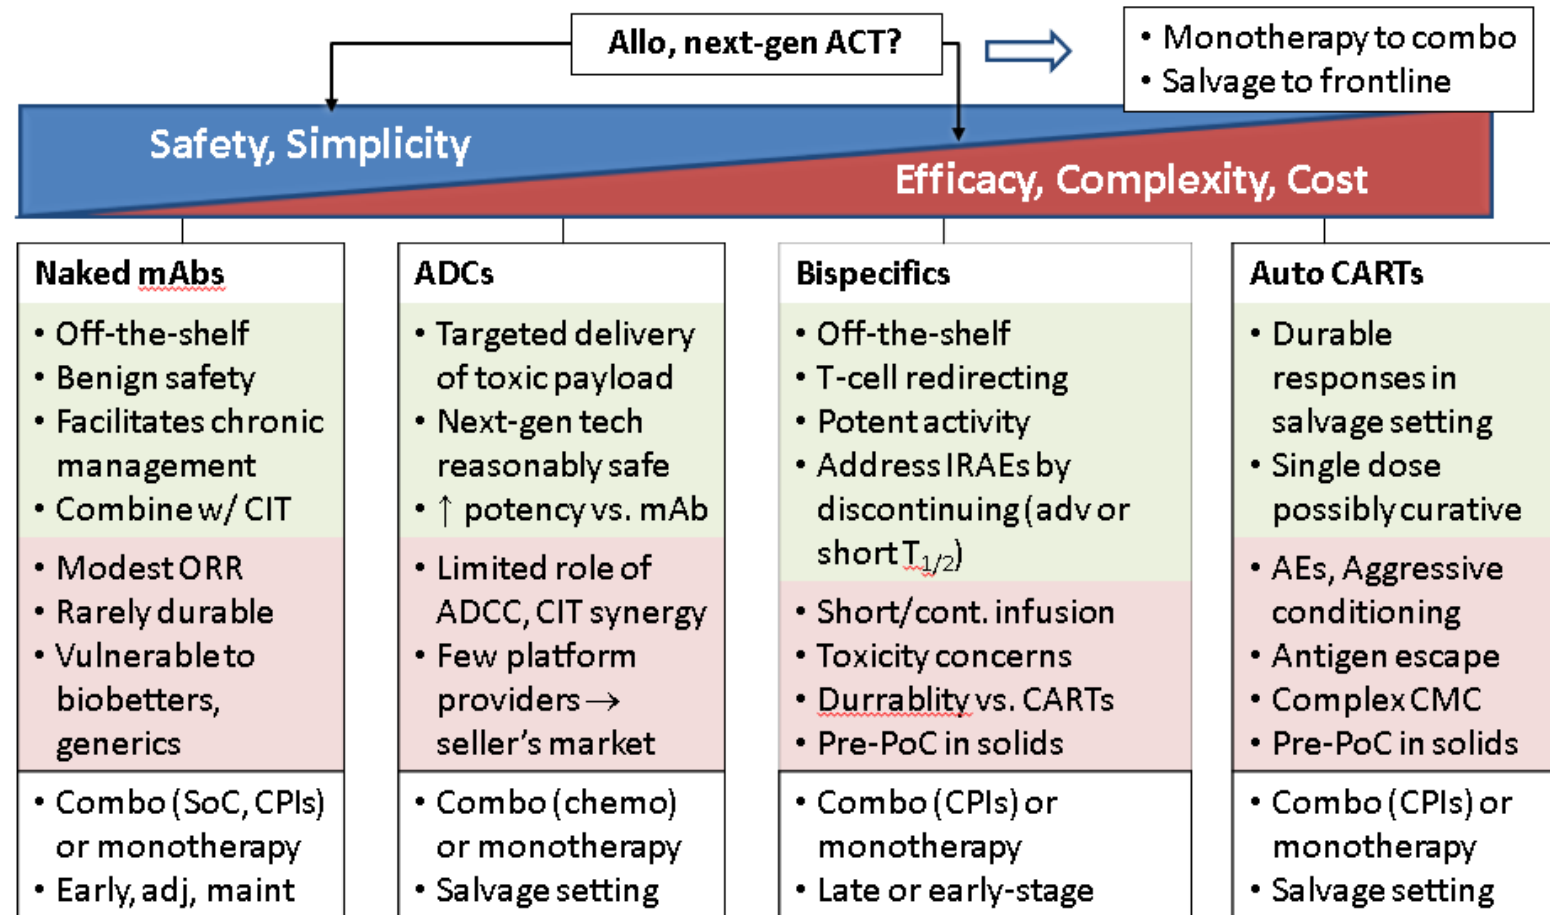 Allo, next-gen ACT?
• Monotherapy to combo
• Salvage to frontline
Safety, Simplicity
Efficacy, Complexity, Cost
Naked mAbs
• Off-the-shelf
• Benign safety
• Facilitates chronic
management
• Combine w/ CIT
• Modest ORR
• Rarely durable
• Vulnerable to
biobetters,
generics
• Combo (SoC, CPIs)
or monotherapy
• Early, adj, maint
ADCs
• Targeted delivery
of toxic payload
• Next-gen tech
reasonably safe
• ↑ potency vs. mAb
• Limited role of
ADCC, CIT synergy
• Few platform
providers →
seller's market
• Combo (chemo)
or monotherapy
• Salvage setting
Bispecifics
• Off-the-shelf
• T-cell redirecting
• Potent activity
• Address IRAEs by
discontinuing (adv or
short T1/2)
• Short/cont. infusion
• Toxicity concerns
• Durrablity vs. CARTs
• Pre-PoC in solids
• Combo (CPIs) or
monotherapy
• Late or early-stage
Auto CARTs
• Durable
responses in
salvage setting
• Single dose
possibly curative
• AEs, Aggressive
conditioning
• Antigen escape
• Complex CMC
• Pre-PoC in solids
• Combo (CPIs) or
monotherapy
• Salvage setting